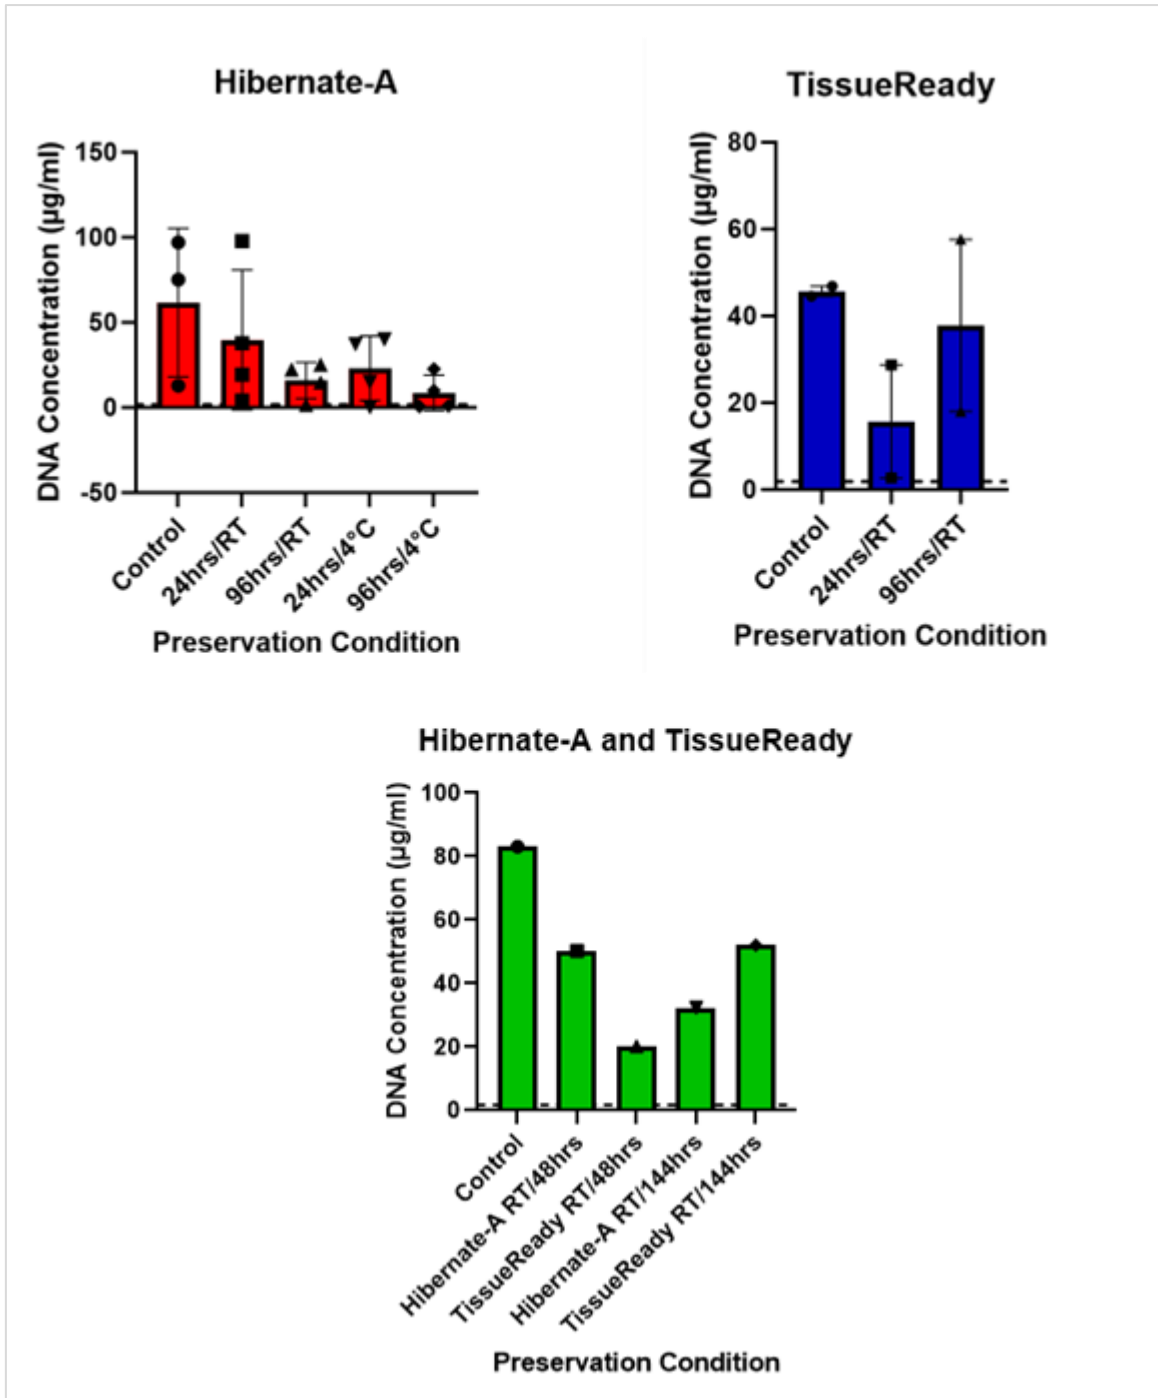 Hibernate-A
DNA Concentration (µg/ml)
150
100
50
0
-50
Control
24hrs/RT
96hrs/RT
24hrs/4°C
96hrs/4°C
Preservation Condition
TissueReady
DNA Concentration (µg/ml)
80
60
40
20
0
Control
24hrs/RT
96hrs/RT
Preservation Condition
Hibernate-A and TissueReady
DNA Concentration (µg/ml)
100
80
60
40
20
0
Control
Hibernate-A RT/48hrs
TissueReady RT/48hrs
Hibernate-A RT/144hrs
TissueReady RT/144hrs
Preservation Condition